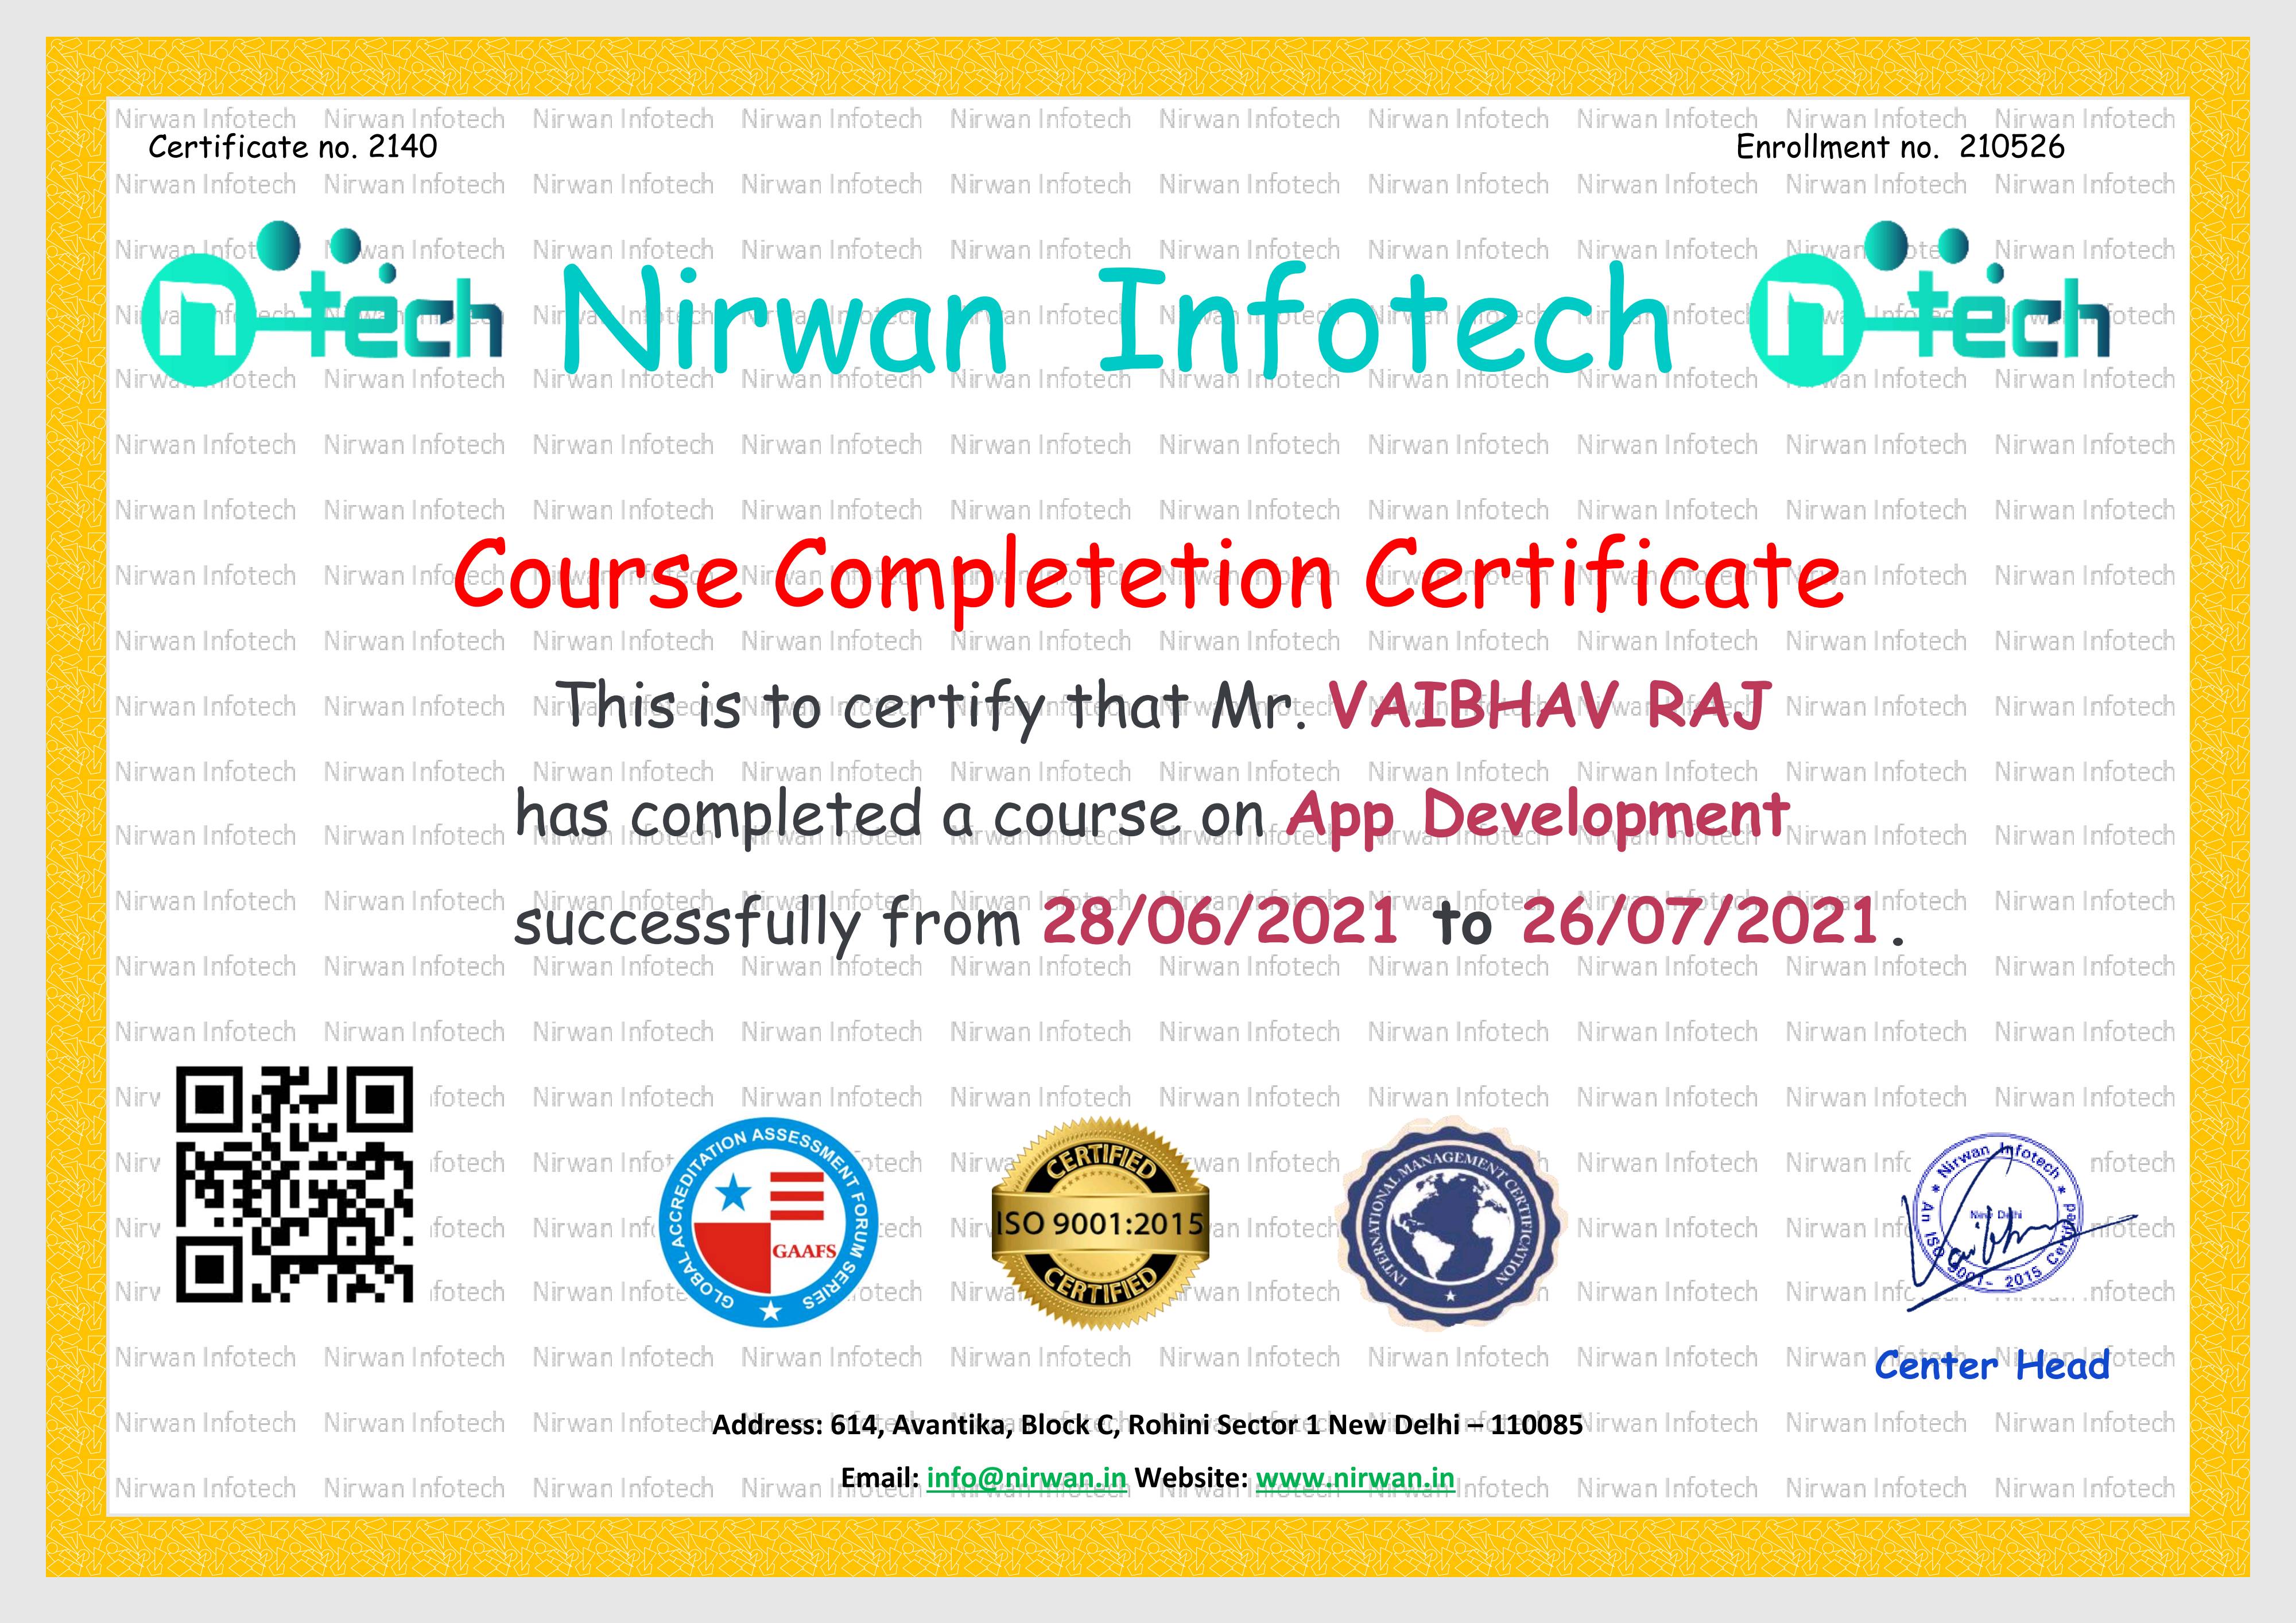 Certificate no. 2140
Enrollment no. 210526
n-tech Nirwan Infotech n-tech
Course Completetion Certificate
This is to certify that Mr. VAIBHAV RAJ
has completed a course on App Development
successfully from 28/06/2021 to 26/07/2021.
GLOBAL ACCREDITATION ASSESSMENT FORUM SERIES
GAAFS
CERTIFIED
ISO 9001:2015
CERTIFIED
INTERNATIONAL MANAGEMENT CERTIFICATION
* Nirwan Infotech *
New Delhi
An ISO 9001- 2015 Certified
Center Head
Address: 614, Avantika, Block C, Rohini Sector 1 New Delhi – 110085
Email: info@nirwan.in Website: www.nirwan.in